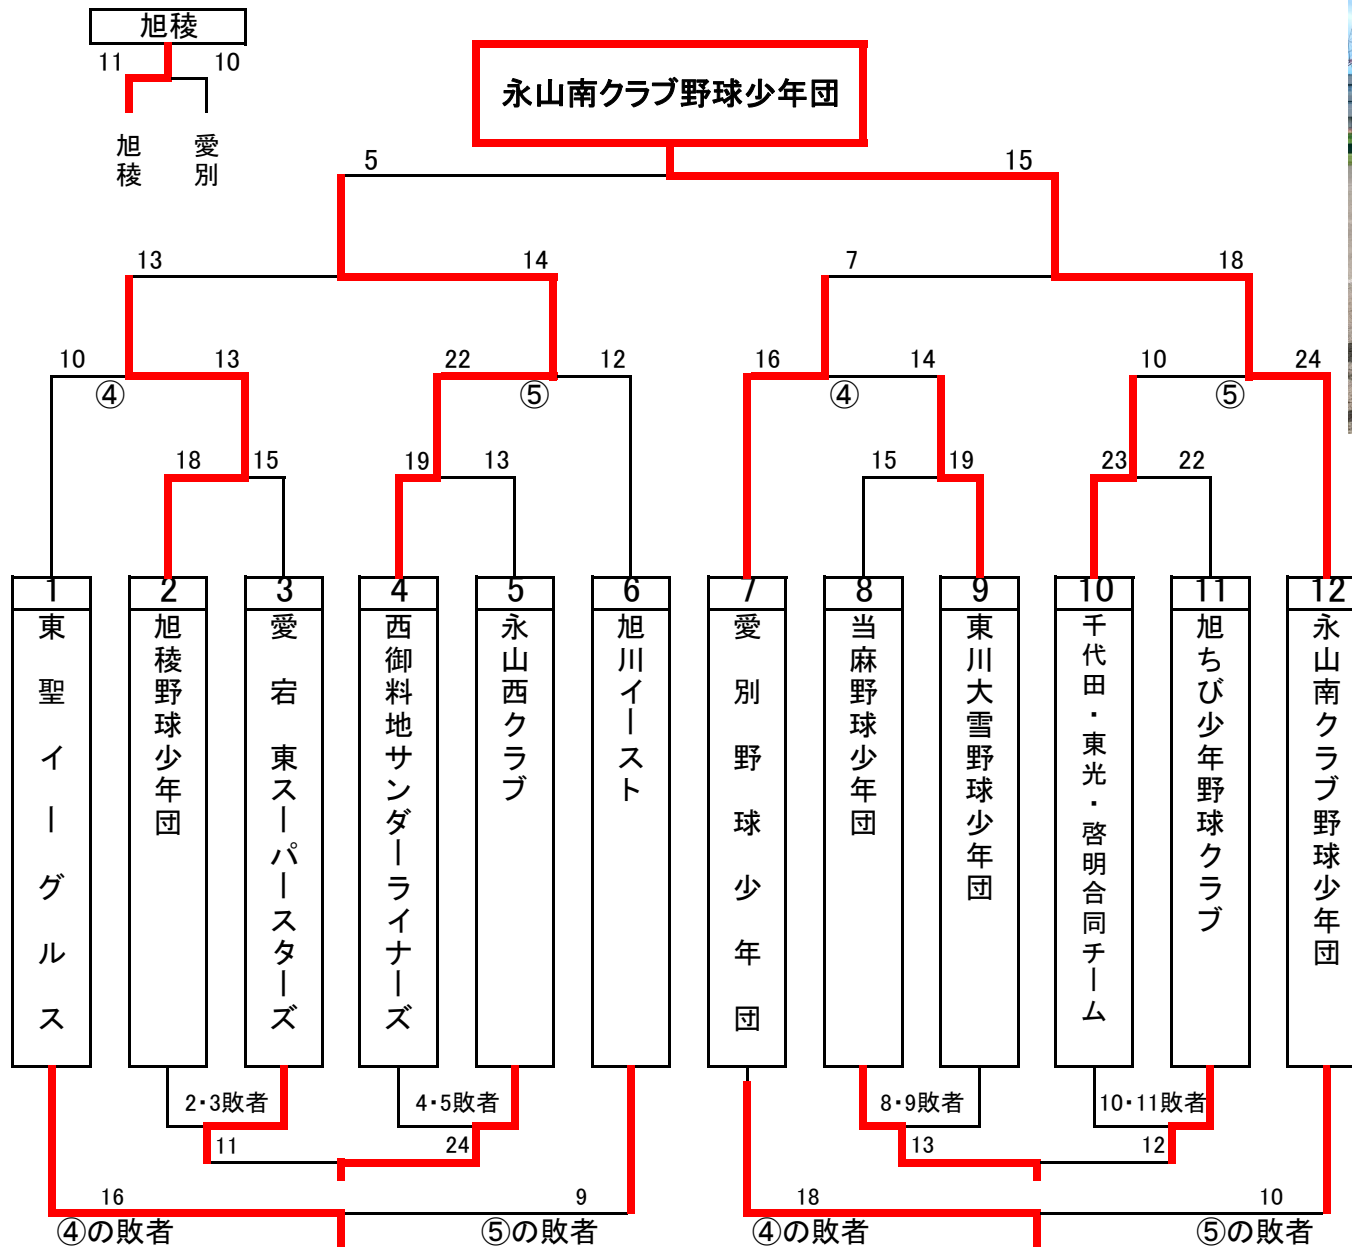 旭稜
11 10
旭稜 愛別
永山南クラブ野球少年団
5 15
13 14 7 18
10 13 22 12 16 14 10 24
④ ⑤ ④ ⑤
18 15 19 13 15 19 23 22
1 2 3 4 5 6 7 8 9 10 11 12
東聖イーグルス
旭稜野球少年団
愛宕東スーパースターズ
西御料地サンダーライナーズ
永山西クラブ
旭川イースト
愛別野球少年団
当麻野球少年団
東川大雪野球少年団
千代田・東光・啓明合同チーム
旭ちび少年野球クラブ
永山南クラブ野球少年団
2・3敗者 4・5敗者 8・9敗者 10・11敗者
11 24 13 12
16 9 18 10
④の敗者 ⑤の敗者 ④の敗者 ⑤の敗者